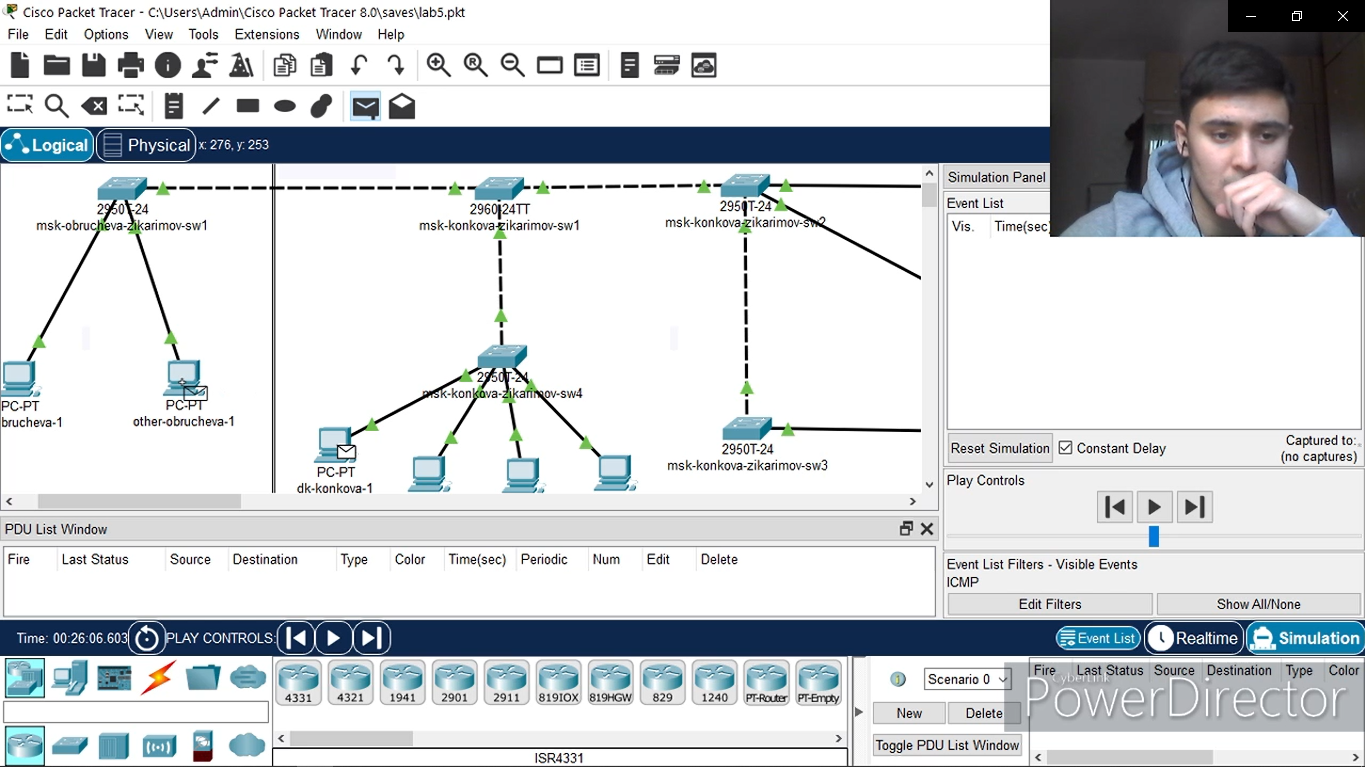 Cisco Packet Tracer - C:\Users\Admin\Cisco Packet Tracer 8.0\saves\lab5.pkt
File Edit Options View Tools Extensions Window Help
Logical Physical x: 276, y: 253
2950T-24
msk-obrucheva-zikarimov-sw1
2960-24TT
msk-konkova-zikarimov-sw1
2950T-24
msk-konkova-zikarimov-sw2
2950T-24
msk-konkova-zikarimov-sw4
PC-PT
brucheva-1
PC-PT
other-obrucheva-1
PC-PT
dk-konkova-1
2950T-24
msk-konkova-zikarimov-sw3
Simulation Panel
Event List
Vis. Time(sec)
Reset Simulation Constant Delay Captured to:
(no captures)
Play Controls
Event List Filters - Visible Events
ICMP
Edit Filters Show All/None
PDU List Window
Fire Last Status Source Destination Type Color Time(sec) Periodic Num Edit Delete
Time: 00:26:06.603 PLAY CONTROLS: Event List Realtime Simulation
4331 4321 1941 2901 2911 819IOX 819HGW 829 1240 PT-Router PT-Empty
ISR4331
Scenario 0
New Delete
Toggle PDU List Window
Fire Last Status Source Destination Type Color
CyberLink
PowerDirector